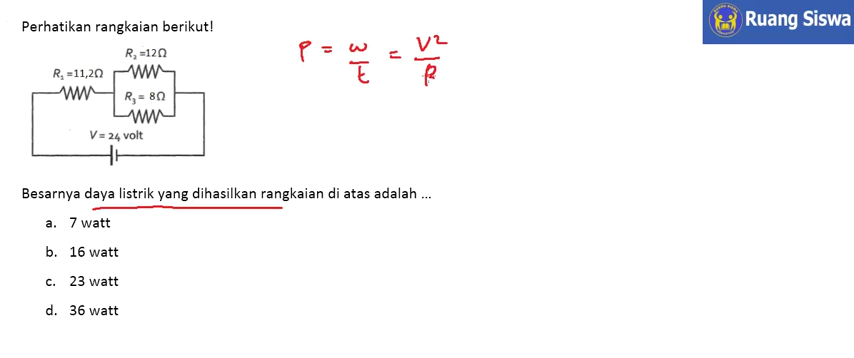 Ruang Siswa
Perhatikan rangkaian berikut!
P = w/t = V²/R
R₂ =12Ω
R₁ =11,2Ω
R₃ = 8Ω
V = 24 volt
Besarnya daya listrik yang dihasilkan rangkaian di atas adalah ...
a. 7 watt
b. 16 watt
c. 23 watt
d. 36 watt